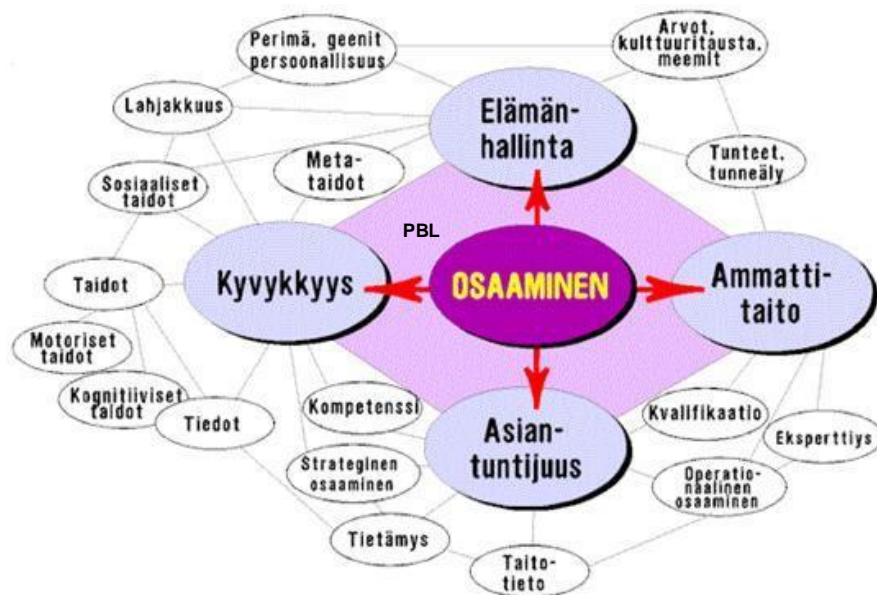 Perimä, geenit
persoonallisuus
Arvot,
kulttuuritausta,
meemit
Lahjakkuus
Elämän-
hallinta
Meta-
taidot
Tunteet,
tunneäly
Sosiaaliset
taidot
PBL
Kyvykkyys
OSAAMINEN
Ammatti-
taito
Taidot
Motoriset
taidot
Kognitiiviset
taidot
Tiedot
Kompetenssi
Asian-
tuntijuus
Kvalifikaatio
Eksperttiys
Strateginen
osaaminen
Operatio-
naalinen
osaaminen
Tietämys
Taito-
tieto